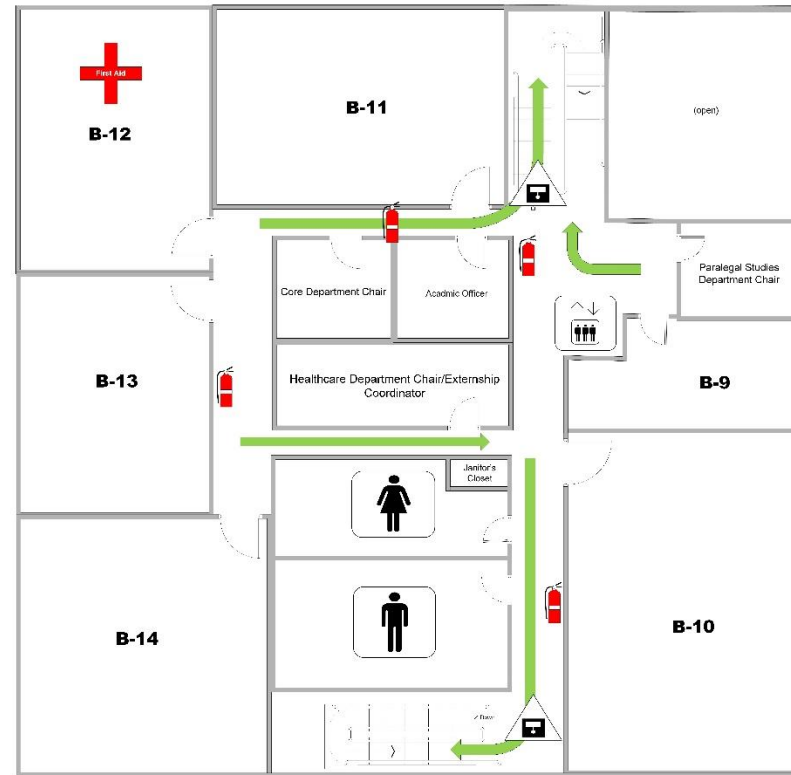 First Aid
B-12
B-11
(open)
Core Department Chair
Acadmic Officer
Paralegal Studies
Department Chair
B-13
Healthcare Department Chair/Externship
Coordinator
B-9
Janitor's
Closet
B-14
B-10